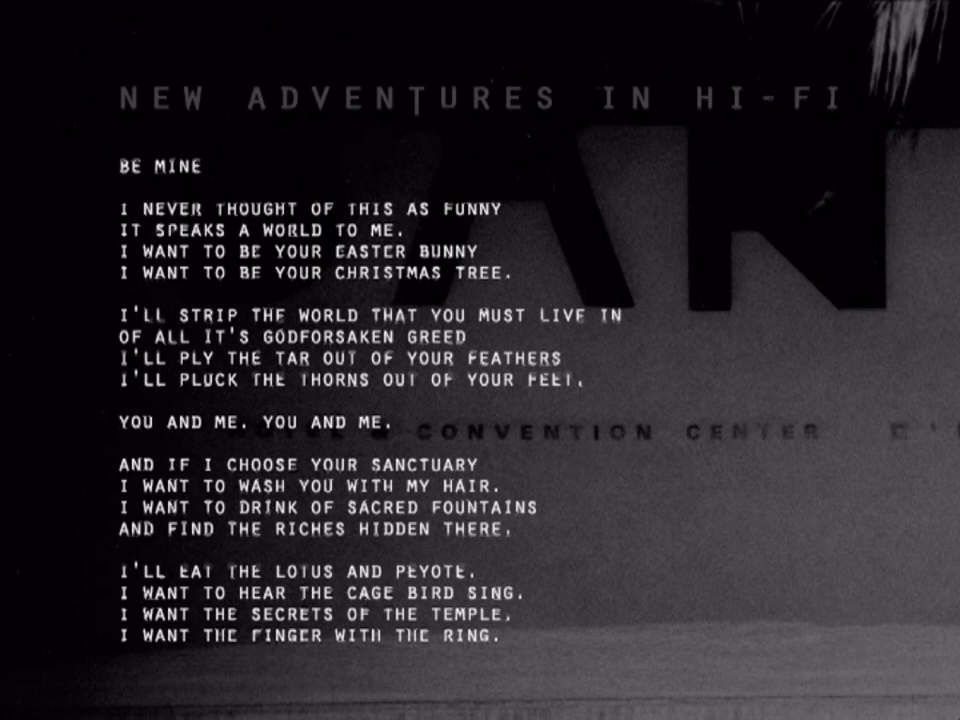 NEW ADVENTURES IN HI-FI
BE MINE
I NEVER THOUGHT OF THIS AS FUNNY
IT SPEAKS A WORLD TO ME.
I WANT TO BE YOUR EASTER BUNNY
I WANT TO BE YOUR CHRISTMAS TREE.
I'LL STRIP THE WORLD THAT YOU MUST LIVE IN
OF ALL IT'S GODFORSAKEN GREED
I'LL PLY THE TAR OUT OF YOUR FEATHERS
I'LL PLUCK THE THORNS OUT OF YOUR FEET.
YOU AND ME. YOU AND ME.
HOTEL & CONVENTION CENTER
AND IF I CHOOSE YOUR SANCTUARY
I WANT TO WASH YOU WITH MY HAIR.
I WANT TO DRINK OF SACRED FOUNTAINS
AND FIND THE RICHES HIDDEN THERE.
I'LL EAT THE LOTUS AND PEYOTE.
I WANT TO HEAR THE CAGE BIRD SING.
I WANT THE SECRETS OF THE TEMPLE.
I WANT THE FINGER WITH THE RING.